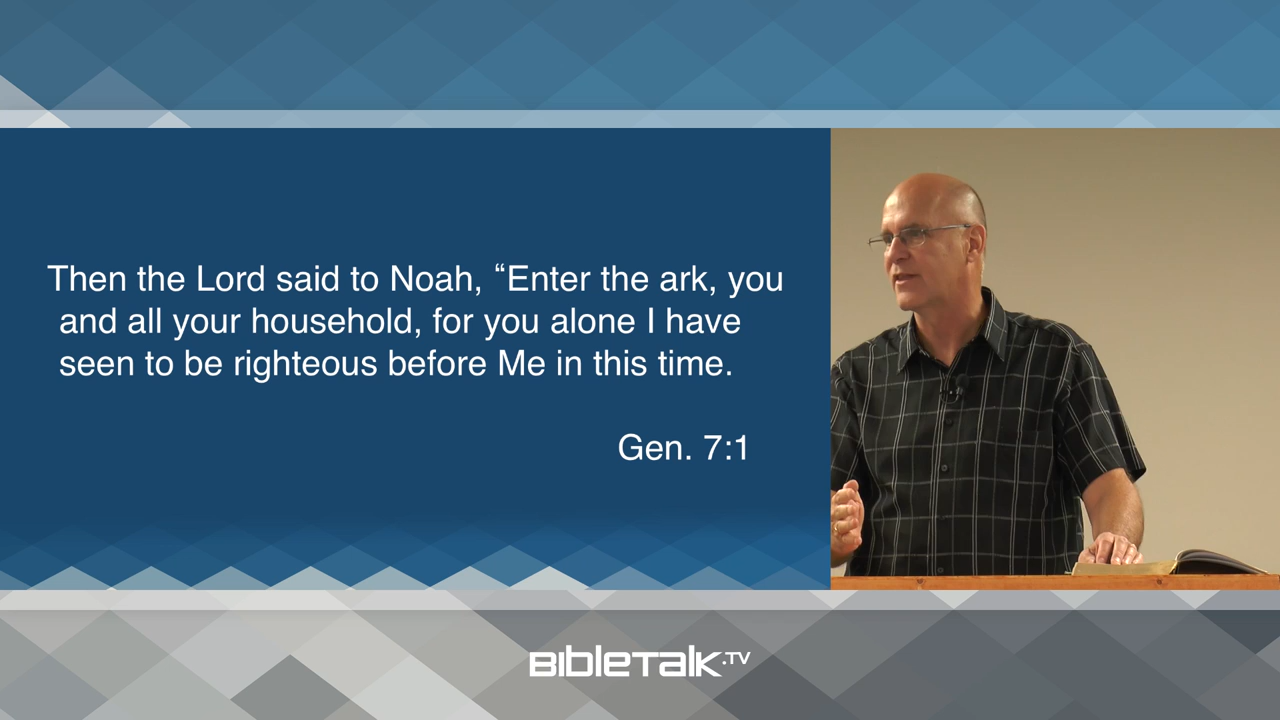 Then the Lord said to Noah, “Enter the ark, you
and all your household, for you alone I have
seen to be righteous before Me in this time.
Gen. 7:1
BIBLETALK.TV